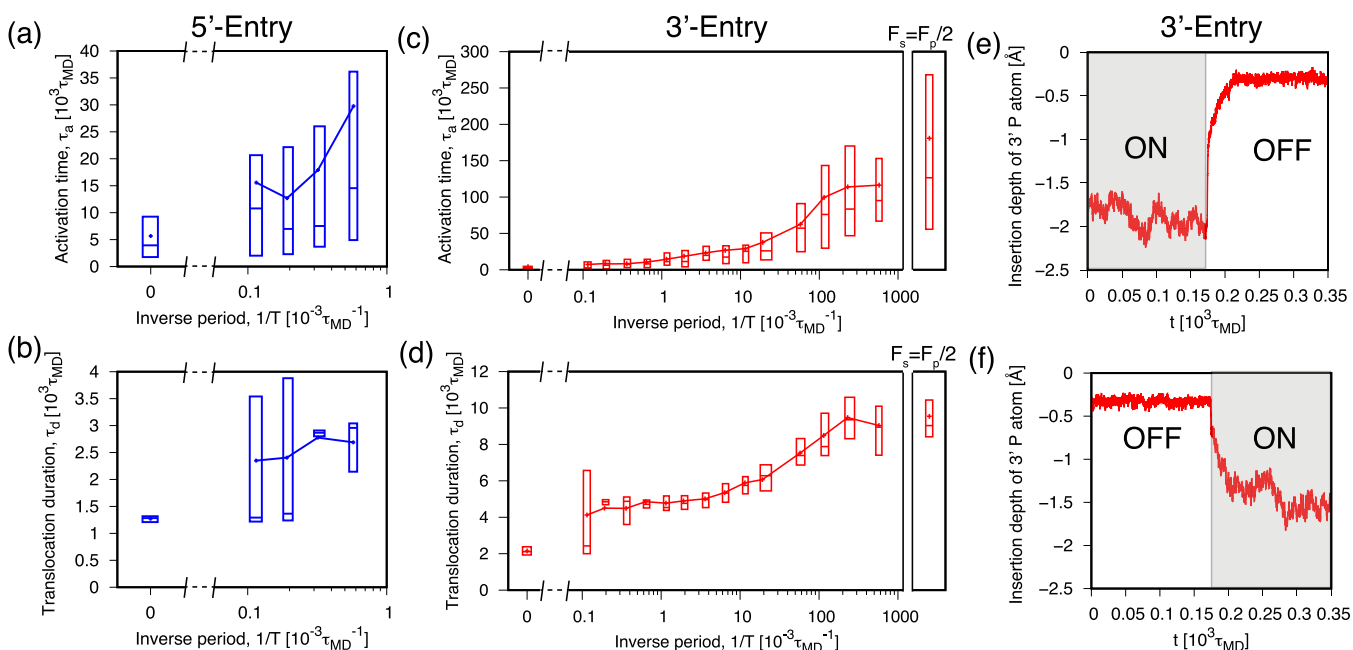 5’-Entry
(a)
Activation time, τa [10³τMD]
40
35
30
25
20
15
10
5
0
0
0.1
1
Inverse period, 1/T [10⁻³τMD⁻¹]
(b)
Translocation duration, τd [10³τMD]
4
3.5
3
2.5
2
1.5
1
0.5
0
0
0.1
1
Inverse period, 1/T [10⁻³τMD⁻¹]
3’-Entry
(c)
Fs=Fp/2
Activation time, τa [10³τMD]
300
250
200
150
100
50
0
0
0.1
1
10
100
1000
Inverse period, 1/T [10⁻³τMD⁻¹]
(d)
Fs=Fp/2
Translocation duration, τd [10³τMD]
12
10
8
6
4
2
0
0
0.1
1
10
100
1000
Inverse period, 1/T [10⁻³τMD⁻¹]
3’-Entry
(e)
Insertion depth of 3’ P atom [Å]
0
−0.5
−1
−1.5
−2
−2.5
ON
OFF
0
0.05
0.1
0.15
0.2
0.25
0.3
0.35
t [10³τMD]
(f)
Insertion depth of 3’ P atom [Å]
0
−0.5
−1
−1.5
−2
−2.5
OFF
ON
0
0.05
0.1
0.15
0.2
0.25
0.3
0.35
t [10³τMD]